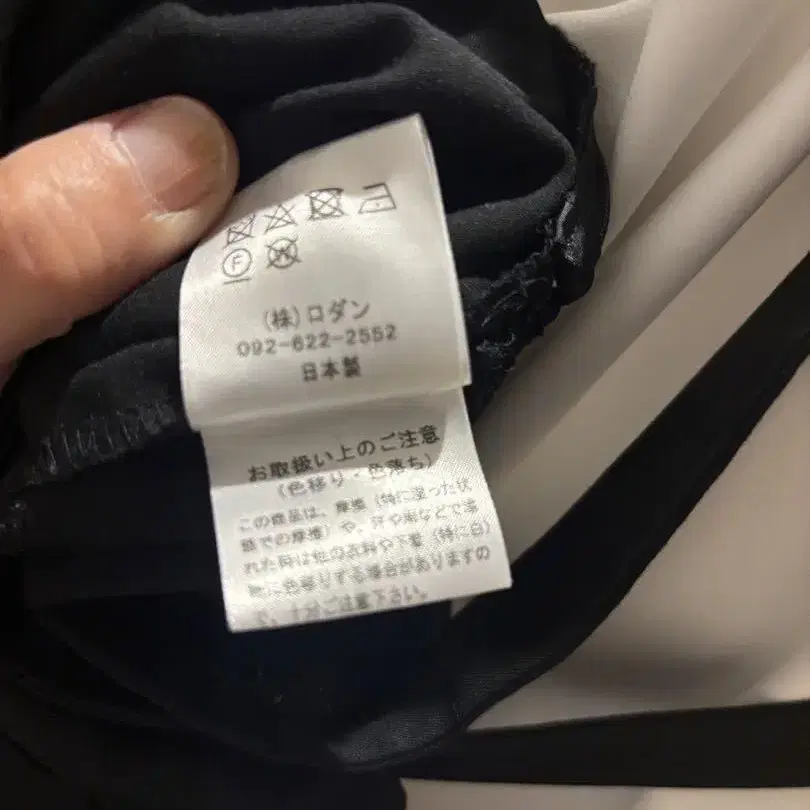 F
W
(株)ロダン
092-622-2552
日本製
お取扱い上のご注意
(色移り・色落ち)
この商品は、摩擦(特に湿った状
態での摩擦)や、汗や雨などで濡
れた時は他の衣料や下着(特に白)
物に色移りする場合がありますの
で、十分ご注意下さい。